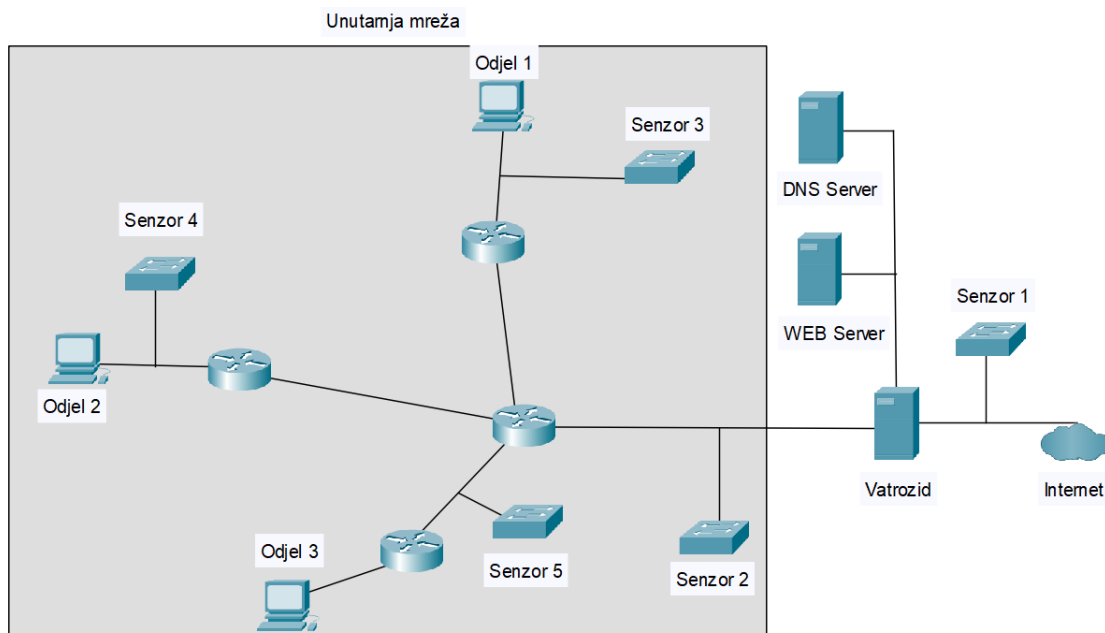 Unutarnja mreža
Odjel 1
Senzor 3
DNS Server
Senzor 4
Senzor 1
WEB Server
Odjel 2
Vatrozid
Internet
Odjel 3
Senzor 5
Senzor 2